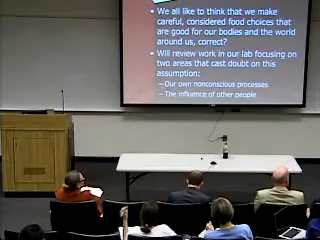 • We all like to think that we make
careful, considered food choices
that are good for our bodies and the world
around us, correct?
• Will review work in our lab focusing on
two areas that cast doubt on this
assumption:
– Our own nonconscious processes
– The influence of other people